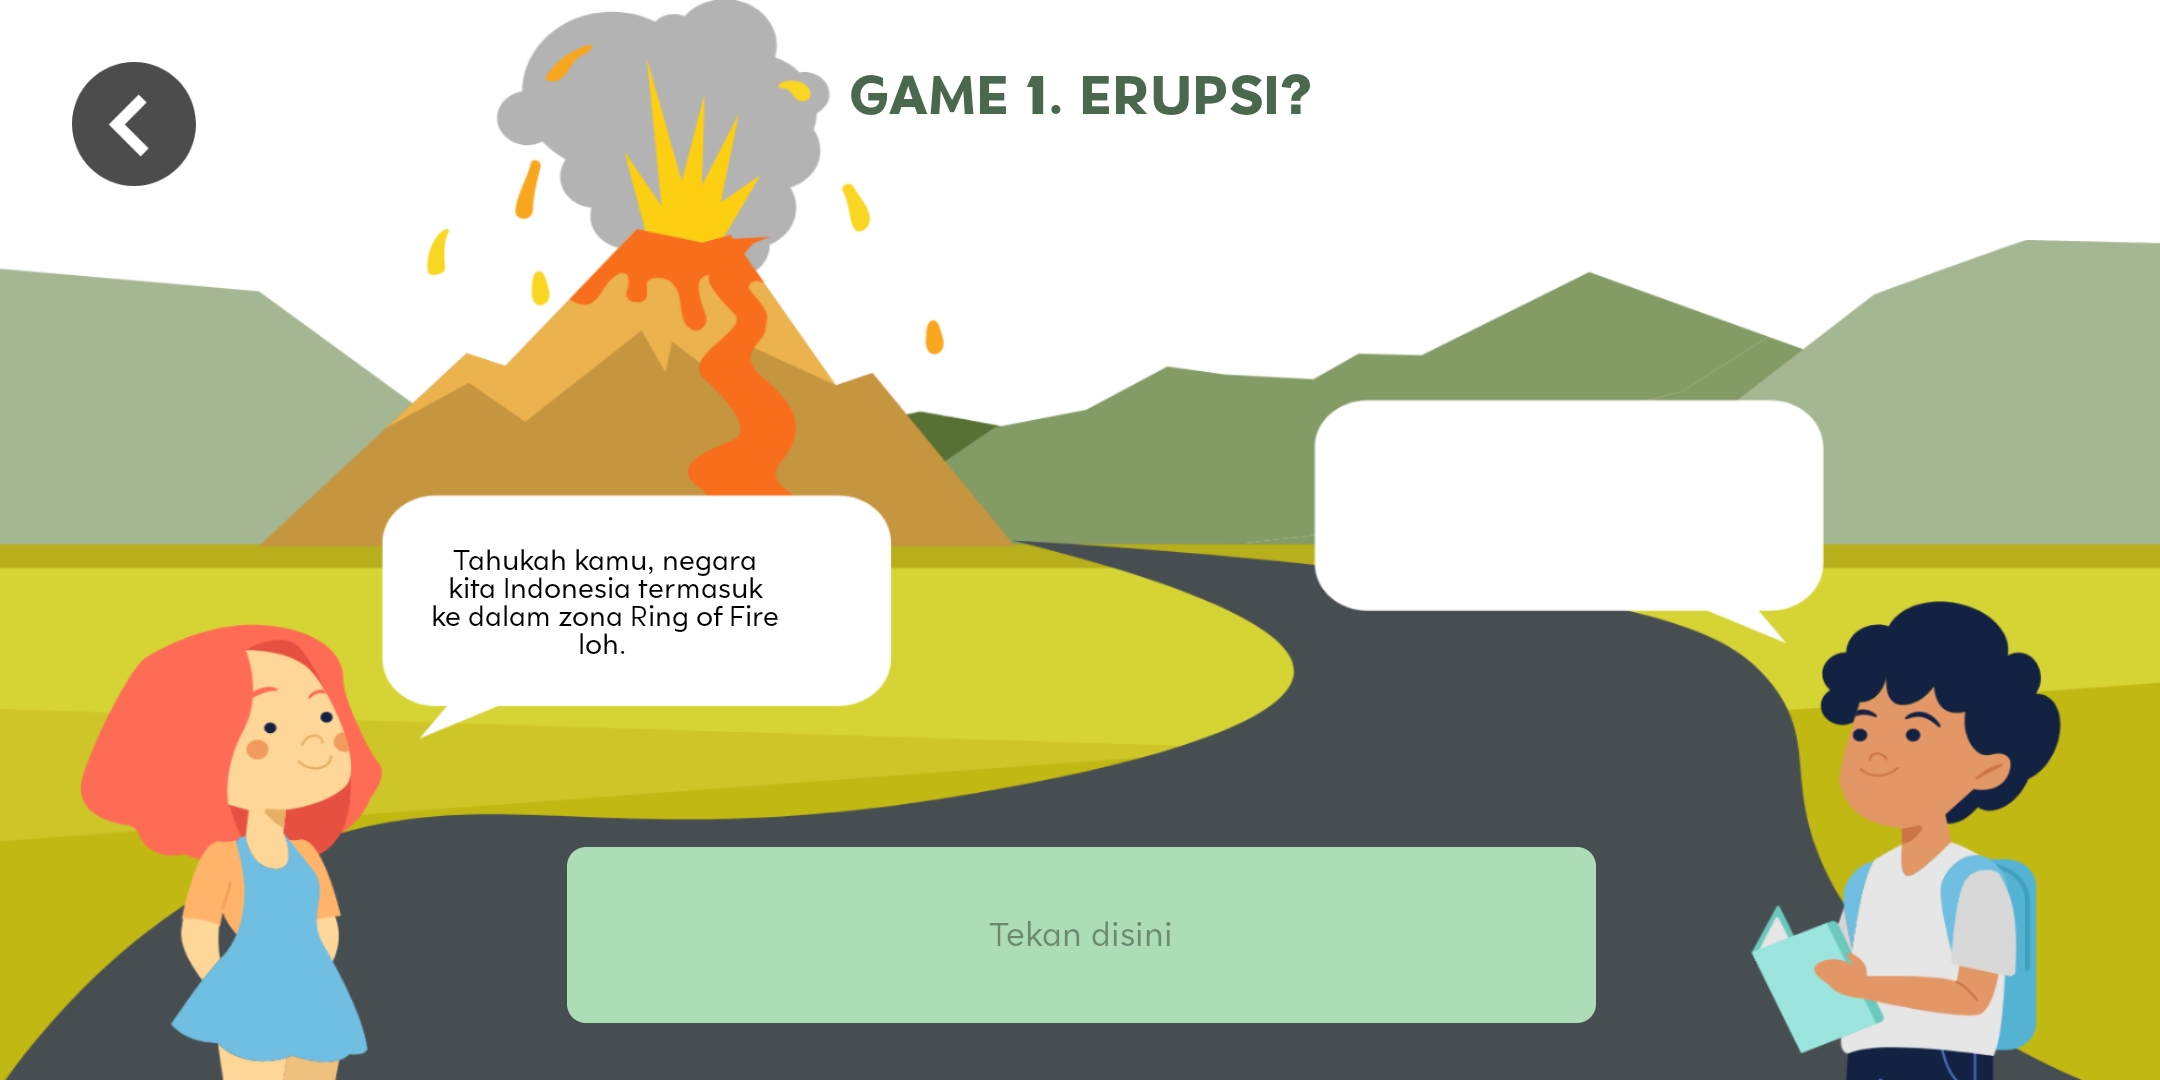 GAME 1. ERUPSI?
Tahukah kamu, negara
kita Indonesia termasuk
ke dalam zona Ring of Fire
loh.
Tekan disini